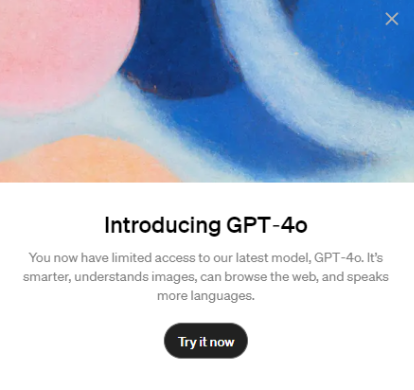 Introducing GPT-4o
You now have limited access to our latest model, GPT-4o. It's
smarter, understands images, can browse the web, and speaks
more languages.
Try it now